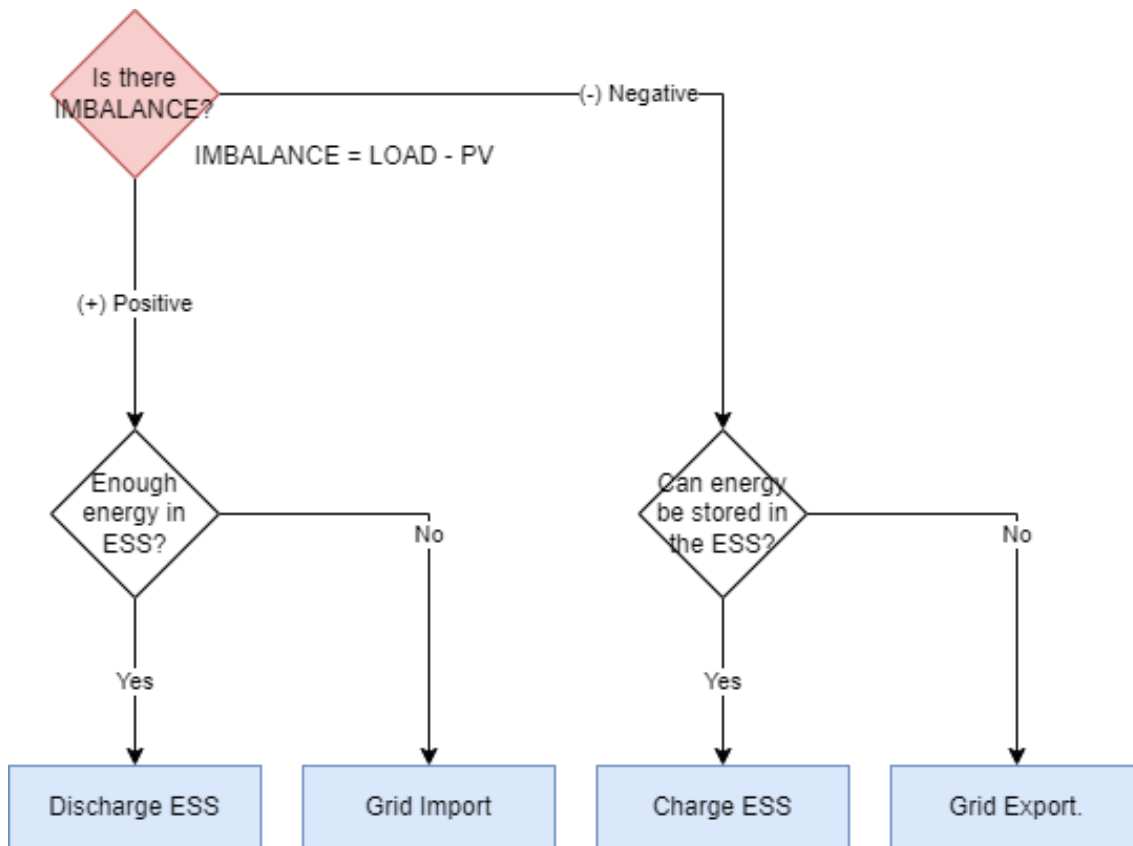 Is there
IMBALANCE?
(-) Negative
IMBALANCE = LOAD - PV
(+) Positive
Enough
energy in
ESS?
No
Can energy
be stored in
the ESS?
No
Yes
Yes
Discharge ESS
Grid Import
Charge ESS
Grid Export.